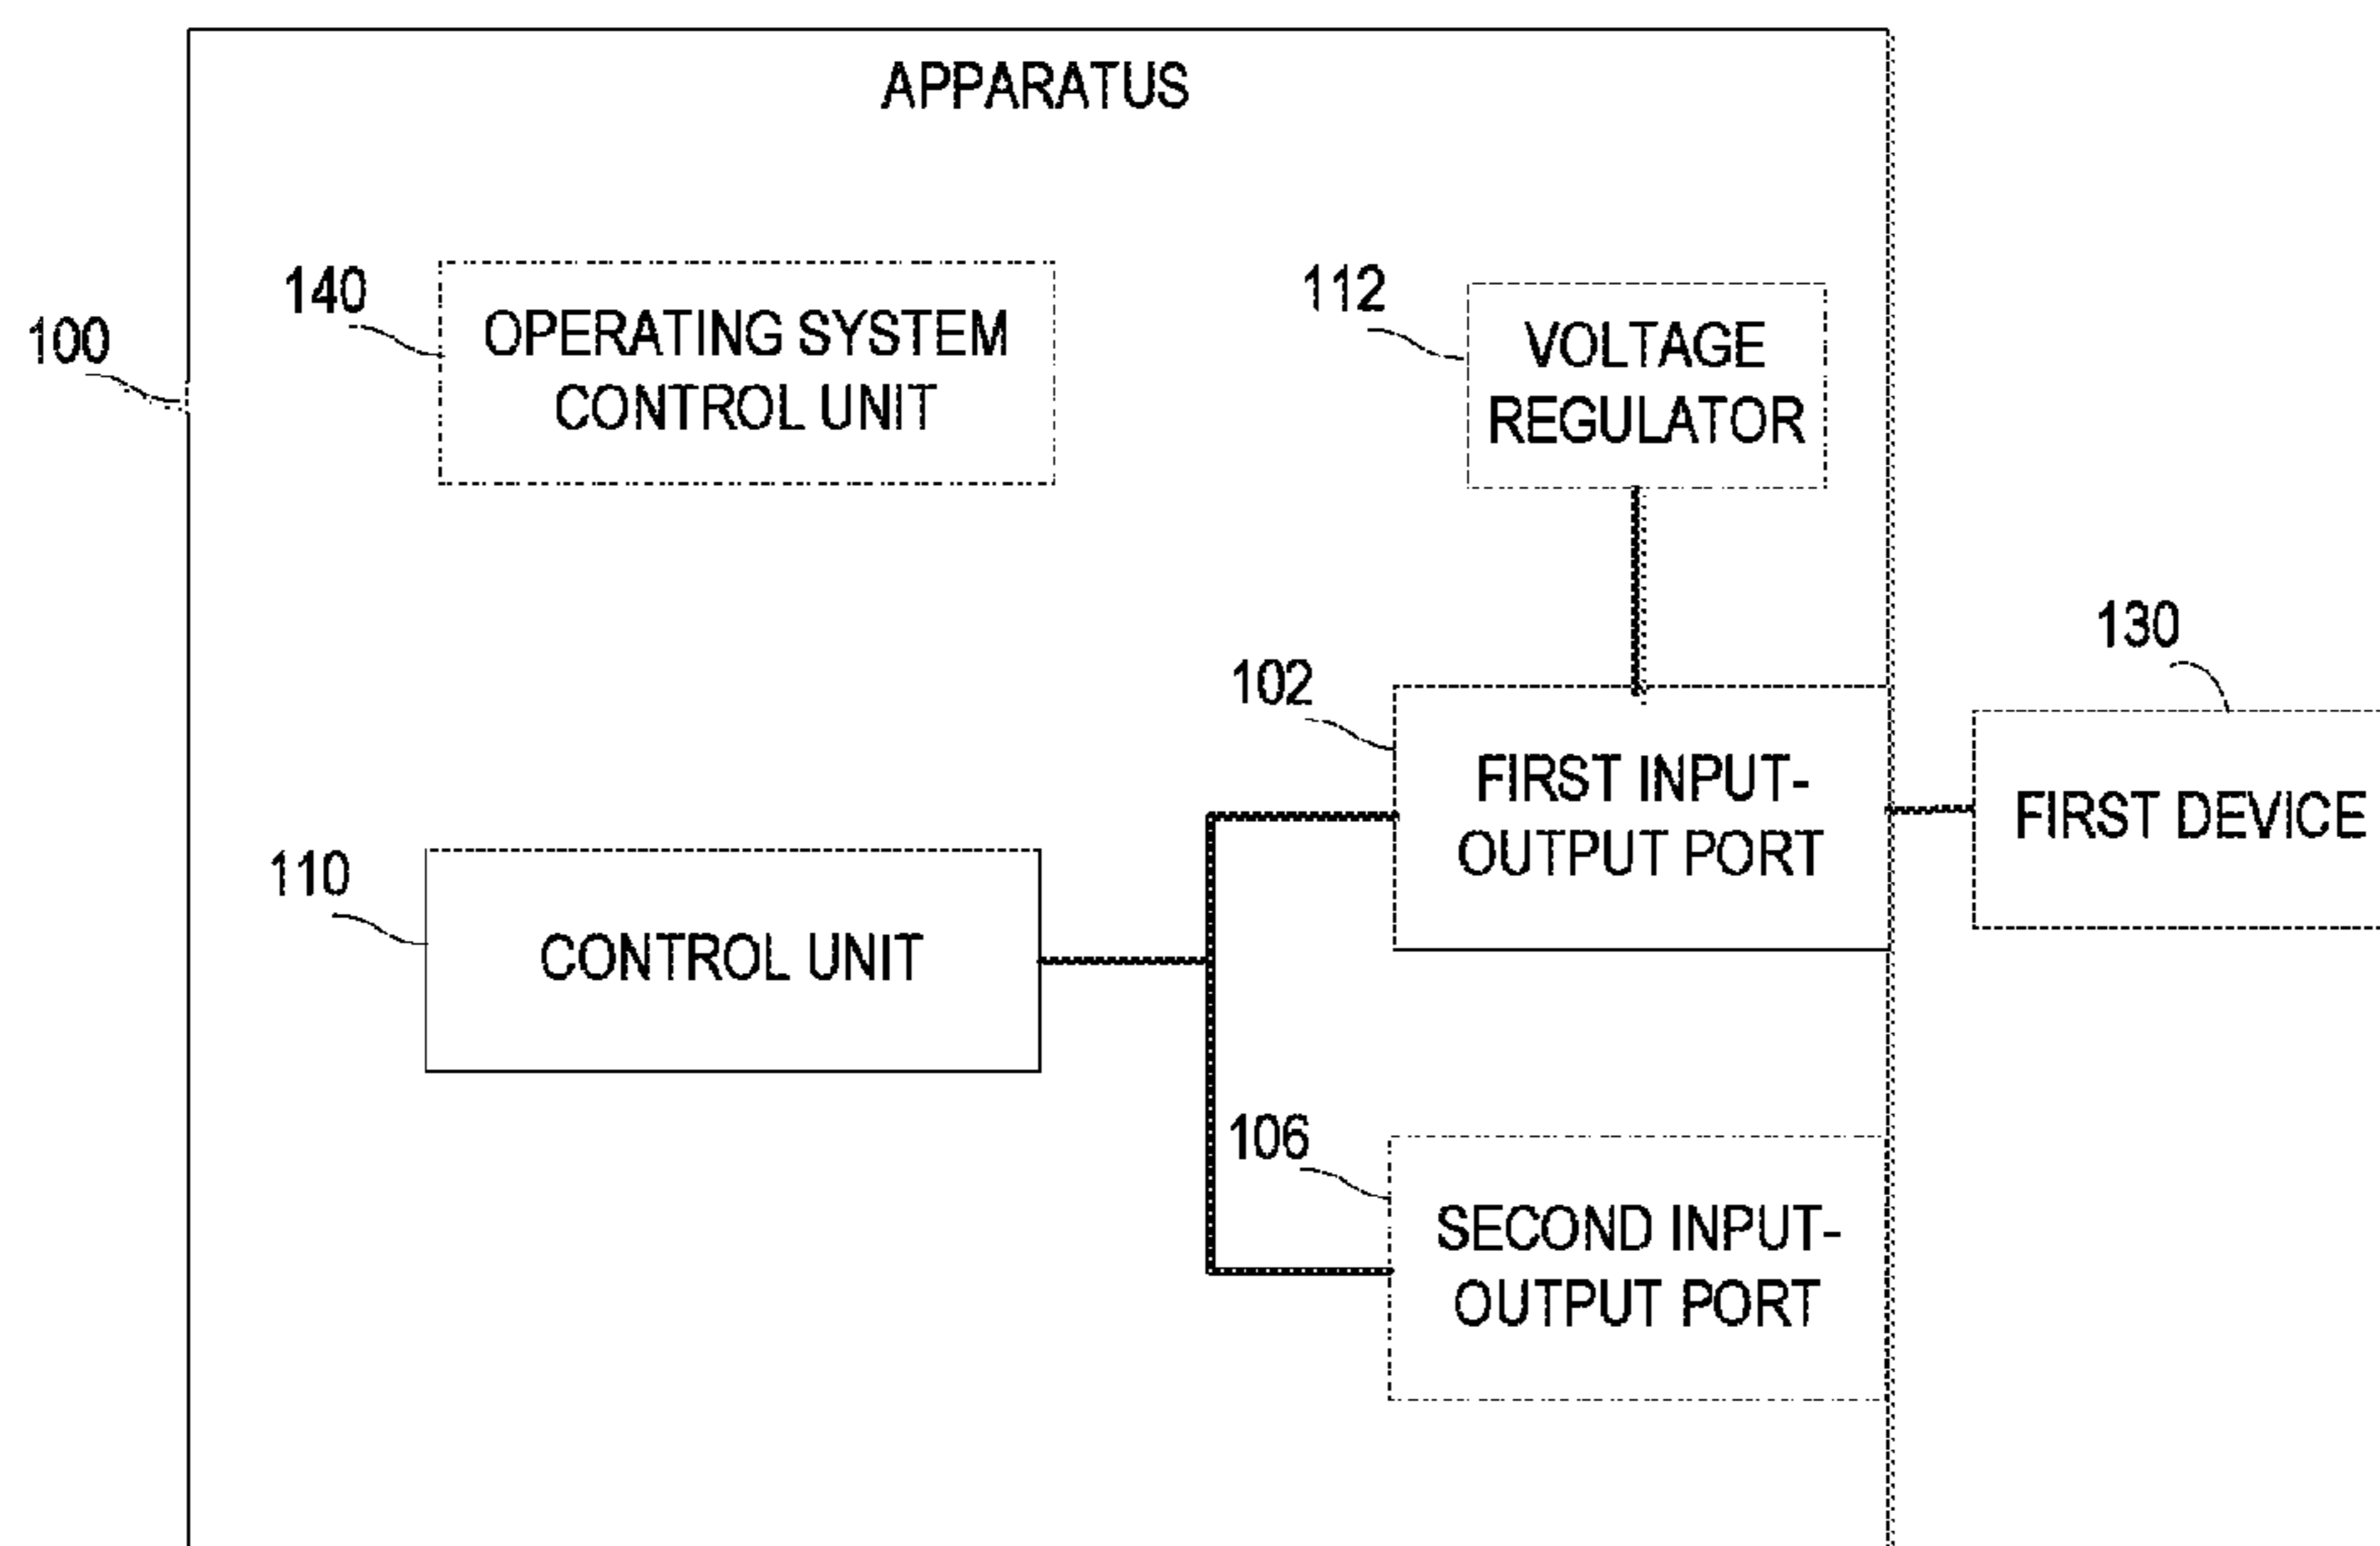 APPARATUS
140
OPERATING SYSTEM
CONTROL UNIT
112
VOLTAGE
REGULATOR
100
130
102
FIRST INPUT-
OUTPUT PORT
FIRST DEVICE
110
CONTROL UNIT
106
SECOND INPUT-
OUTPUT PORT